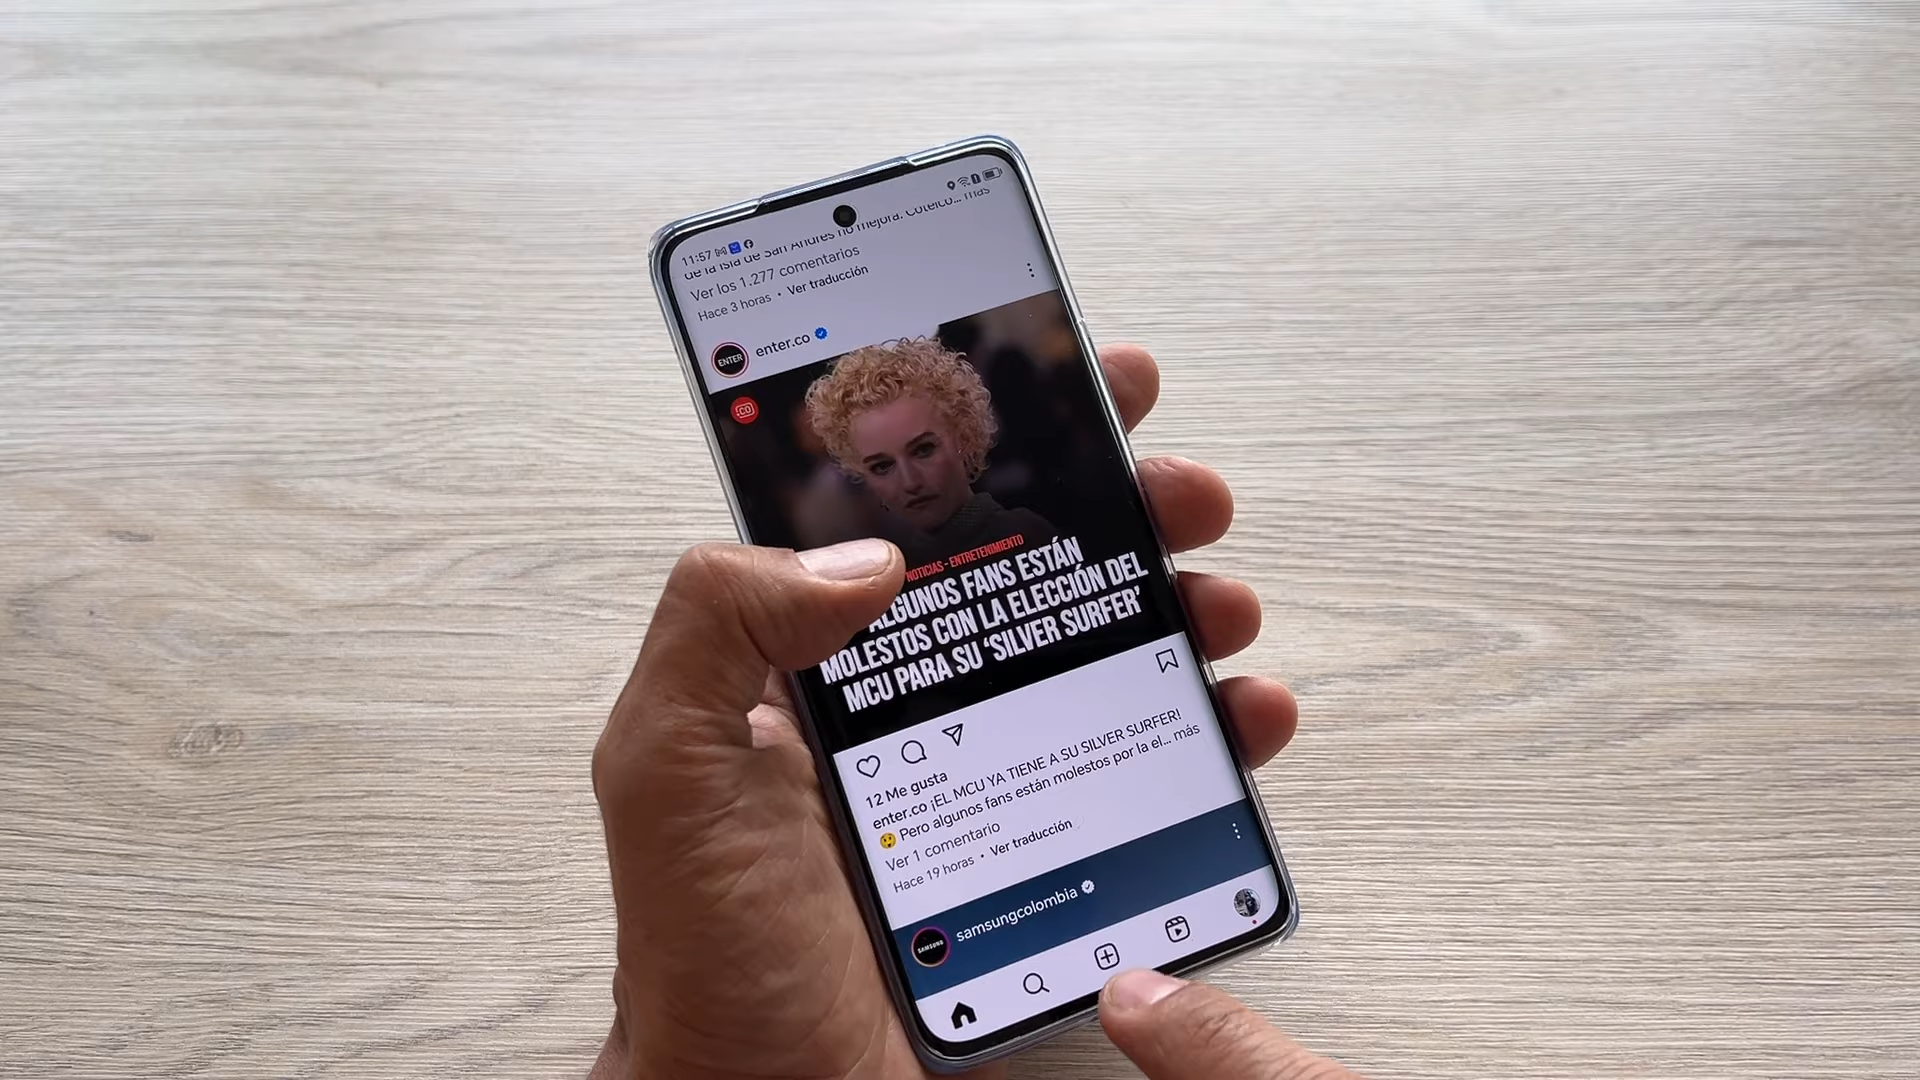 11:57
de la isla de San Andrés no mejora. Cotelco... más
Ver los 1.277 comentarios
Hace 3 horas • Ver traducción
ENTER
enter.co
.CO
NOTICIAS - ENTRETENIMIENTO
ALGUNOS FANS ESTÁN
MOLESTOS CON LA ELECCIÓN DEL
MCU PARA SU ‘SILVER SURFER’
12 Me gusta
enter.co ¡EL MCU YA TIENE A SU SILVER SURFER!
😲 Pero algunos fans están molestos por la el... más
Ver 1 comentario
Hace 19 horas • Ver traducción
SAMSUNG
samsungcolombia